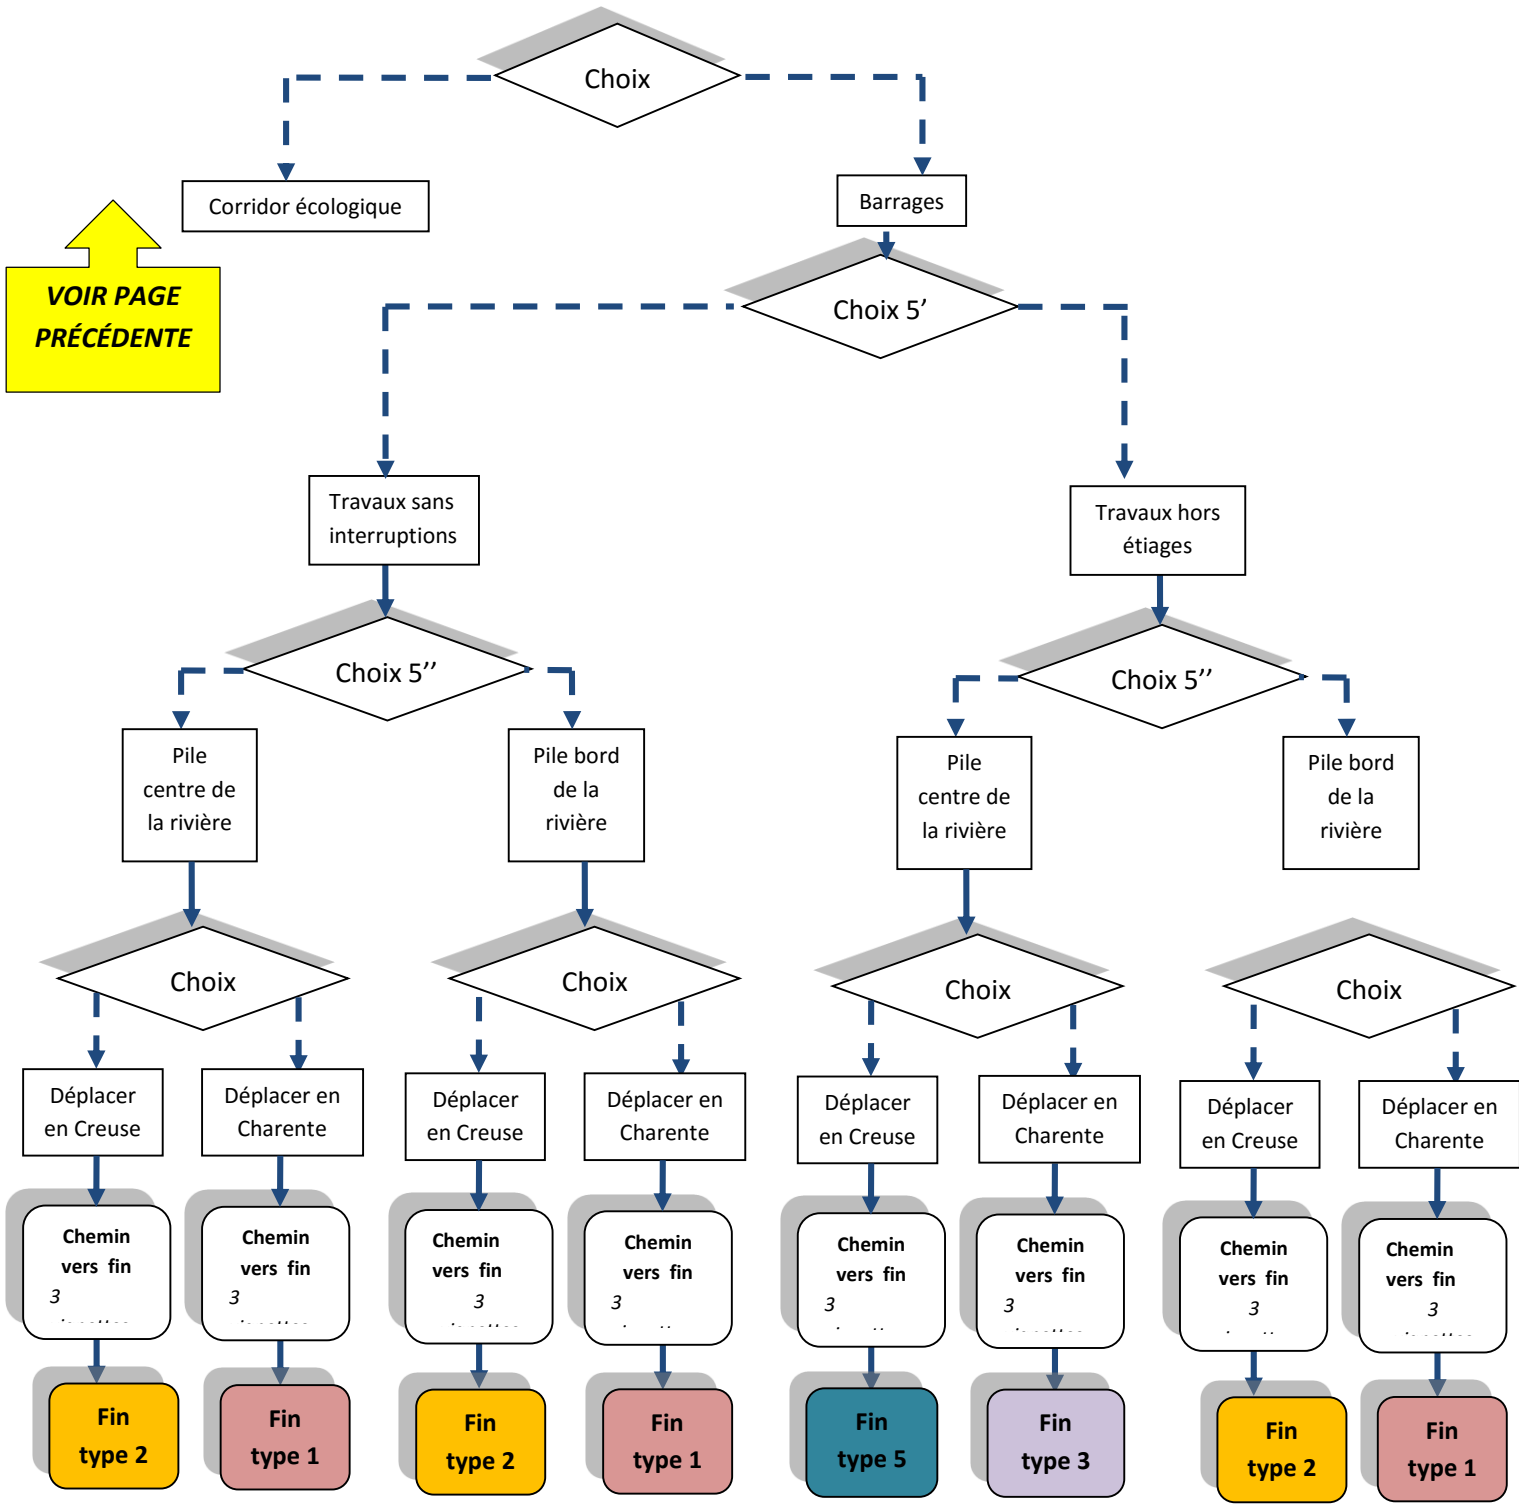 Choix
Corridor écologique
Barrages
VOIR PAGE
PRÉCÉDENTE
Choix 5'
Travaux sans
interruptions
Travaux hors
étiages
Choix 5''
Choix 5''
Pile
centre de
la rivière
Pile bord
de la
rivière
Pile
centre de
la rivière
Pile bord
de la
rivière
Choix
Choix
Choix
Choix
Déplacer
en Creuse
Déplacer en
Charente
Déplacer
en Creuse
Déplacer en
Charente
Déplacer
en Creuse
Déplacer en
Charente
Déplacer
en Creuse
Déplacer en
Charente
Chemin
vers fin
3
Chemin
vers fin
3
Chemin
vers fin
3
Chemin
vers fin
3
Chemin
vers fin
3
Chemin
vers fin
3
Chemin
vers fin
3
Chemin
vers fin
3
Fin
type 2
Fin
type 1
Fin
type 2
Fin
type 1
Fin
type 5
Fin
type 3
Fin
type 2
Fin
type 1